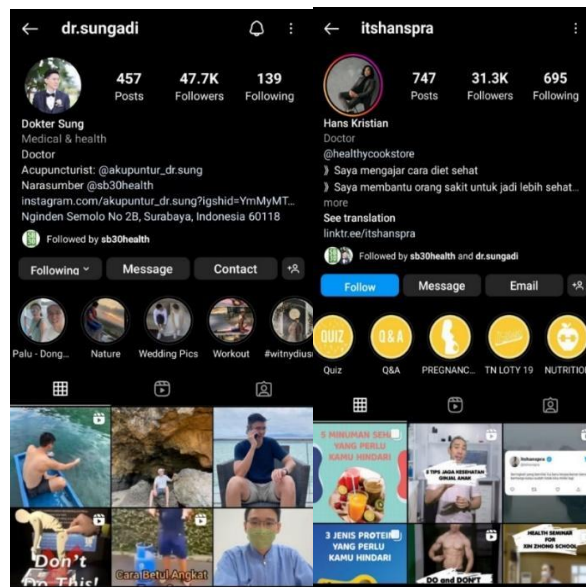 dr.sungadi
457
47.7K
139
Posts
Followers
Following
Dokter Sung
Medical & health
Doctor
Acupuncturist: @akupuntur_dr.sung
Narasumber @sb30health
instagram.com/akupuntur_dr.sung?igshid=YmMyMT...
Nginden Semolo No 2B, Surabaya, Indonesia 60118
Followed by sb30health
Following
Message
Contact
Palu - Dong...
Nature
Wedding Pics
Workout
#witnydius
Don't
Do This!
Cara Betul Angkat
itshanspra
747
31.3K
695
Posts
Followers
Following
Hans Kristian
Doctor
@healthycookstore
》 Saya mengajar cara diet sehat
》 Saya membantu orang sakit untuk jadi lebih sehat...
more
See translation
linktr.ee/itshanspra
Followed by sb30health and dr.sungadi
Follow
Message
Email
QUIZ
Q&A
Quiz
Q&A
PREGNANC...
TN LOTY 19
NUTRITION
5 MINUMAN SEHAT
YANG PERLU
KAMU HINDARI
5 TIPS JAGA KESEHATAN
GINJAL ANAK
itshanspra
3 JENIS PROTEIN
YANG PERLU
KAMU
DO and DON'T
HEALTH SEMINAR
FOR
XIN ZHONG SCHOOL